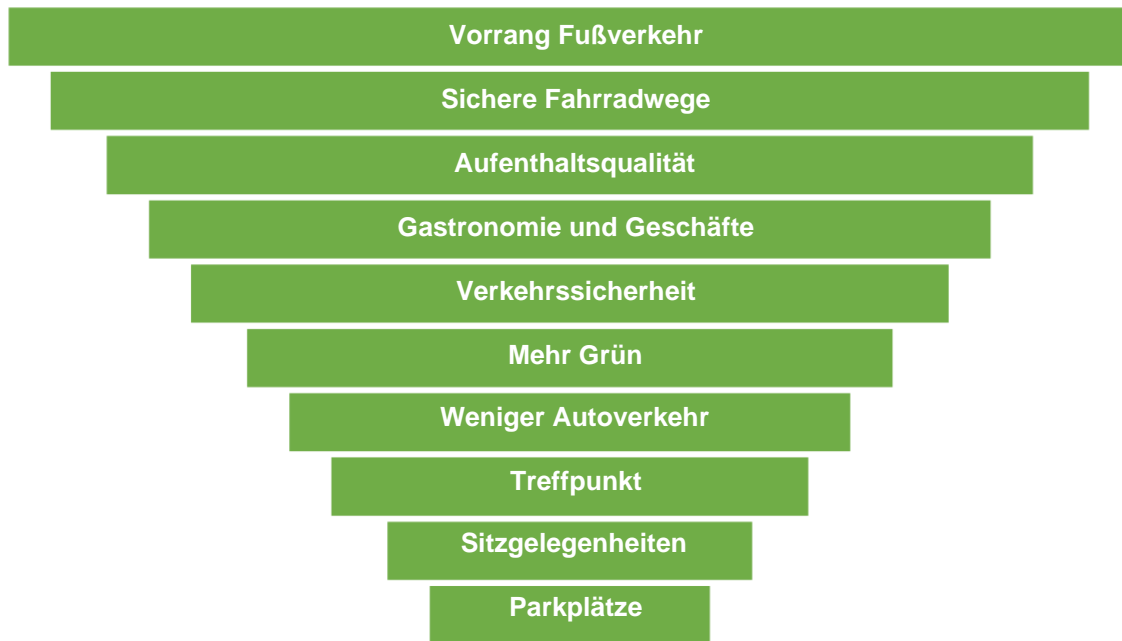 Vorrang Fußverkehr
Sichere Fahrradwege
Aufenthaltsqualität
Gastronomie und Geschäfte
Verkehrssicherheit
Mehr Grün
Weniger Autoverkehr
Treffpunkt
Sitzgelegenheiten
Parkplätze